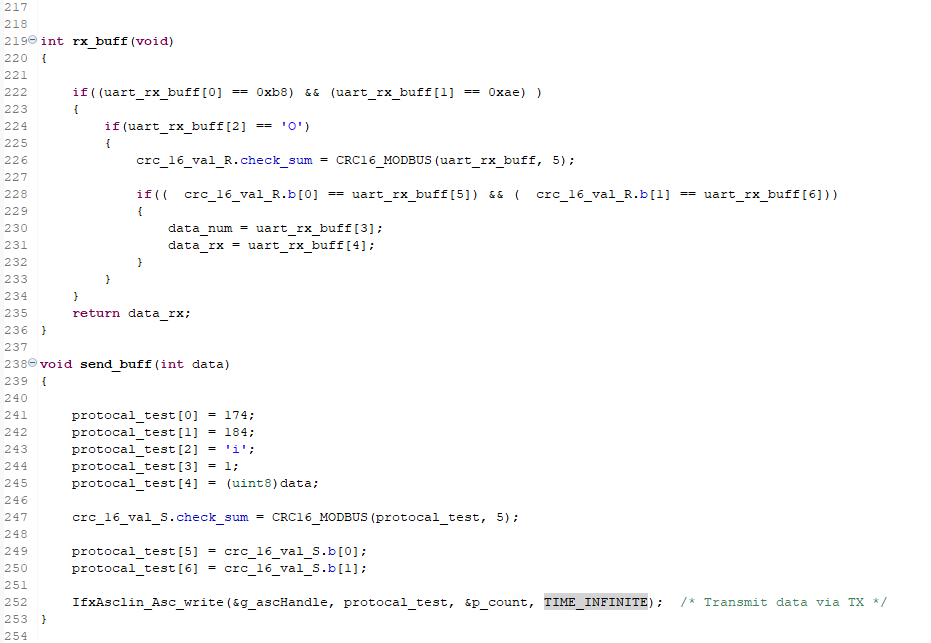 217
218
219 int rx_buff(void)
220 {
221
222     if((uart_rx_buff[0] == 0xb8) && (uart_rx_buff[1] == 0xae) )
223     {
224         if(uart_rx_buff[2] == 'O')
225         {
226             crc_16_val_R.check_sum = CRC16_MODBUS(uart_rx_buff, 5);
227
228             if((  crc_16_val_R.b[0] == uart_rx_buff[5]) && (  crc_16_val_R.b[1] == uart_rx_buff[6]))
229             {
230                 data_num = uart_rx_buff[3];
231                 data_rx = uart_rx_buff[4];
232             }
233         }
234     }
235     return data_rx;
236 }
237
238 void send_buff(int data)
239 {
240
241     protocal_test[0] = 174;
242     protocal_test[1] = 184;
243     protocal_test[2] = 'i';
244     protocal_test[3] = 1;
245     protocal_test[4] = (uint8)data;
246
247     crc_16_val_S.check_sum = CRC16_MODBUS(protocal_test, 5);
248
249     protocal_test[5] = crc_16_val_S.b[0];
250     protocal_test[6] = crc_16_val_S.b[1];
251
252     IfxAsclin_Asc_write(&g_ascHandle, protocal_test, &p_count, TIME_INFINITE);  /* Transmit data via TX */
253 }
254